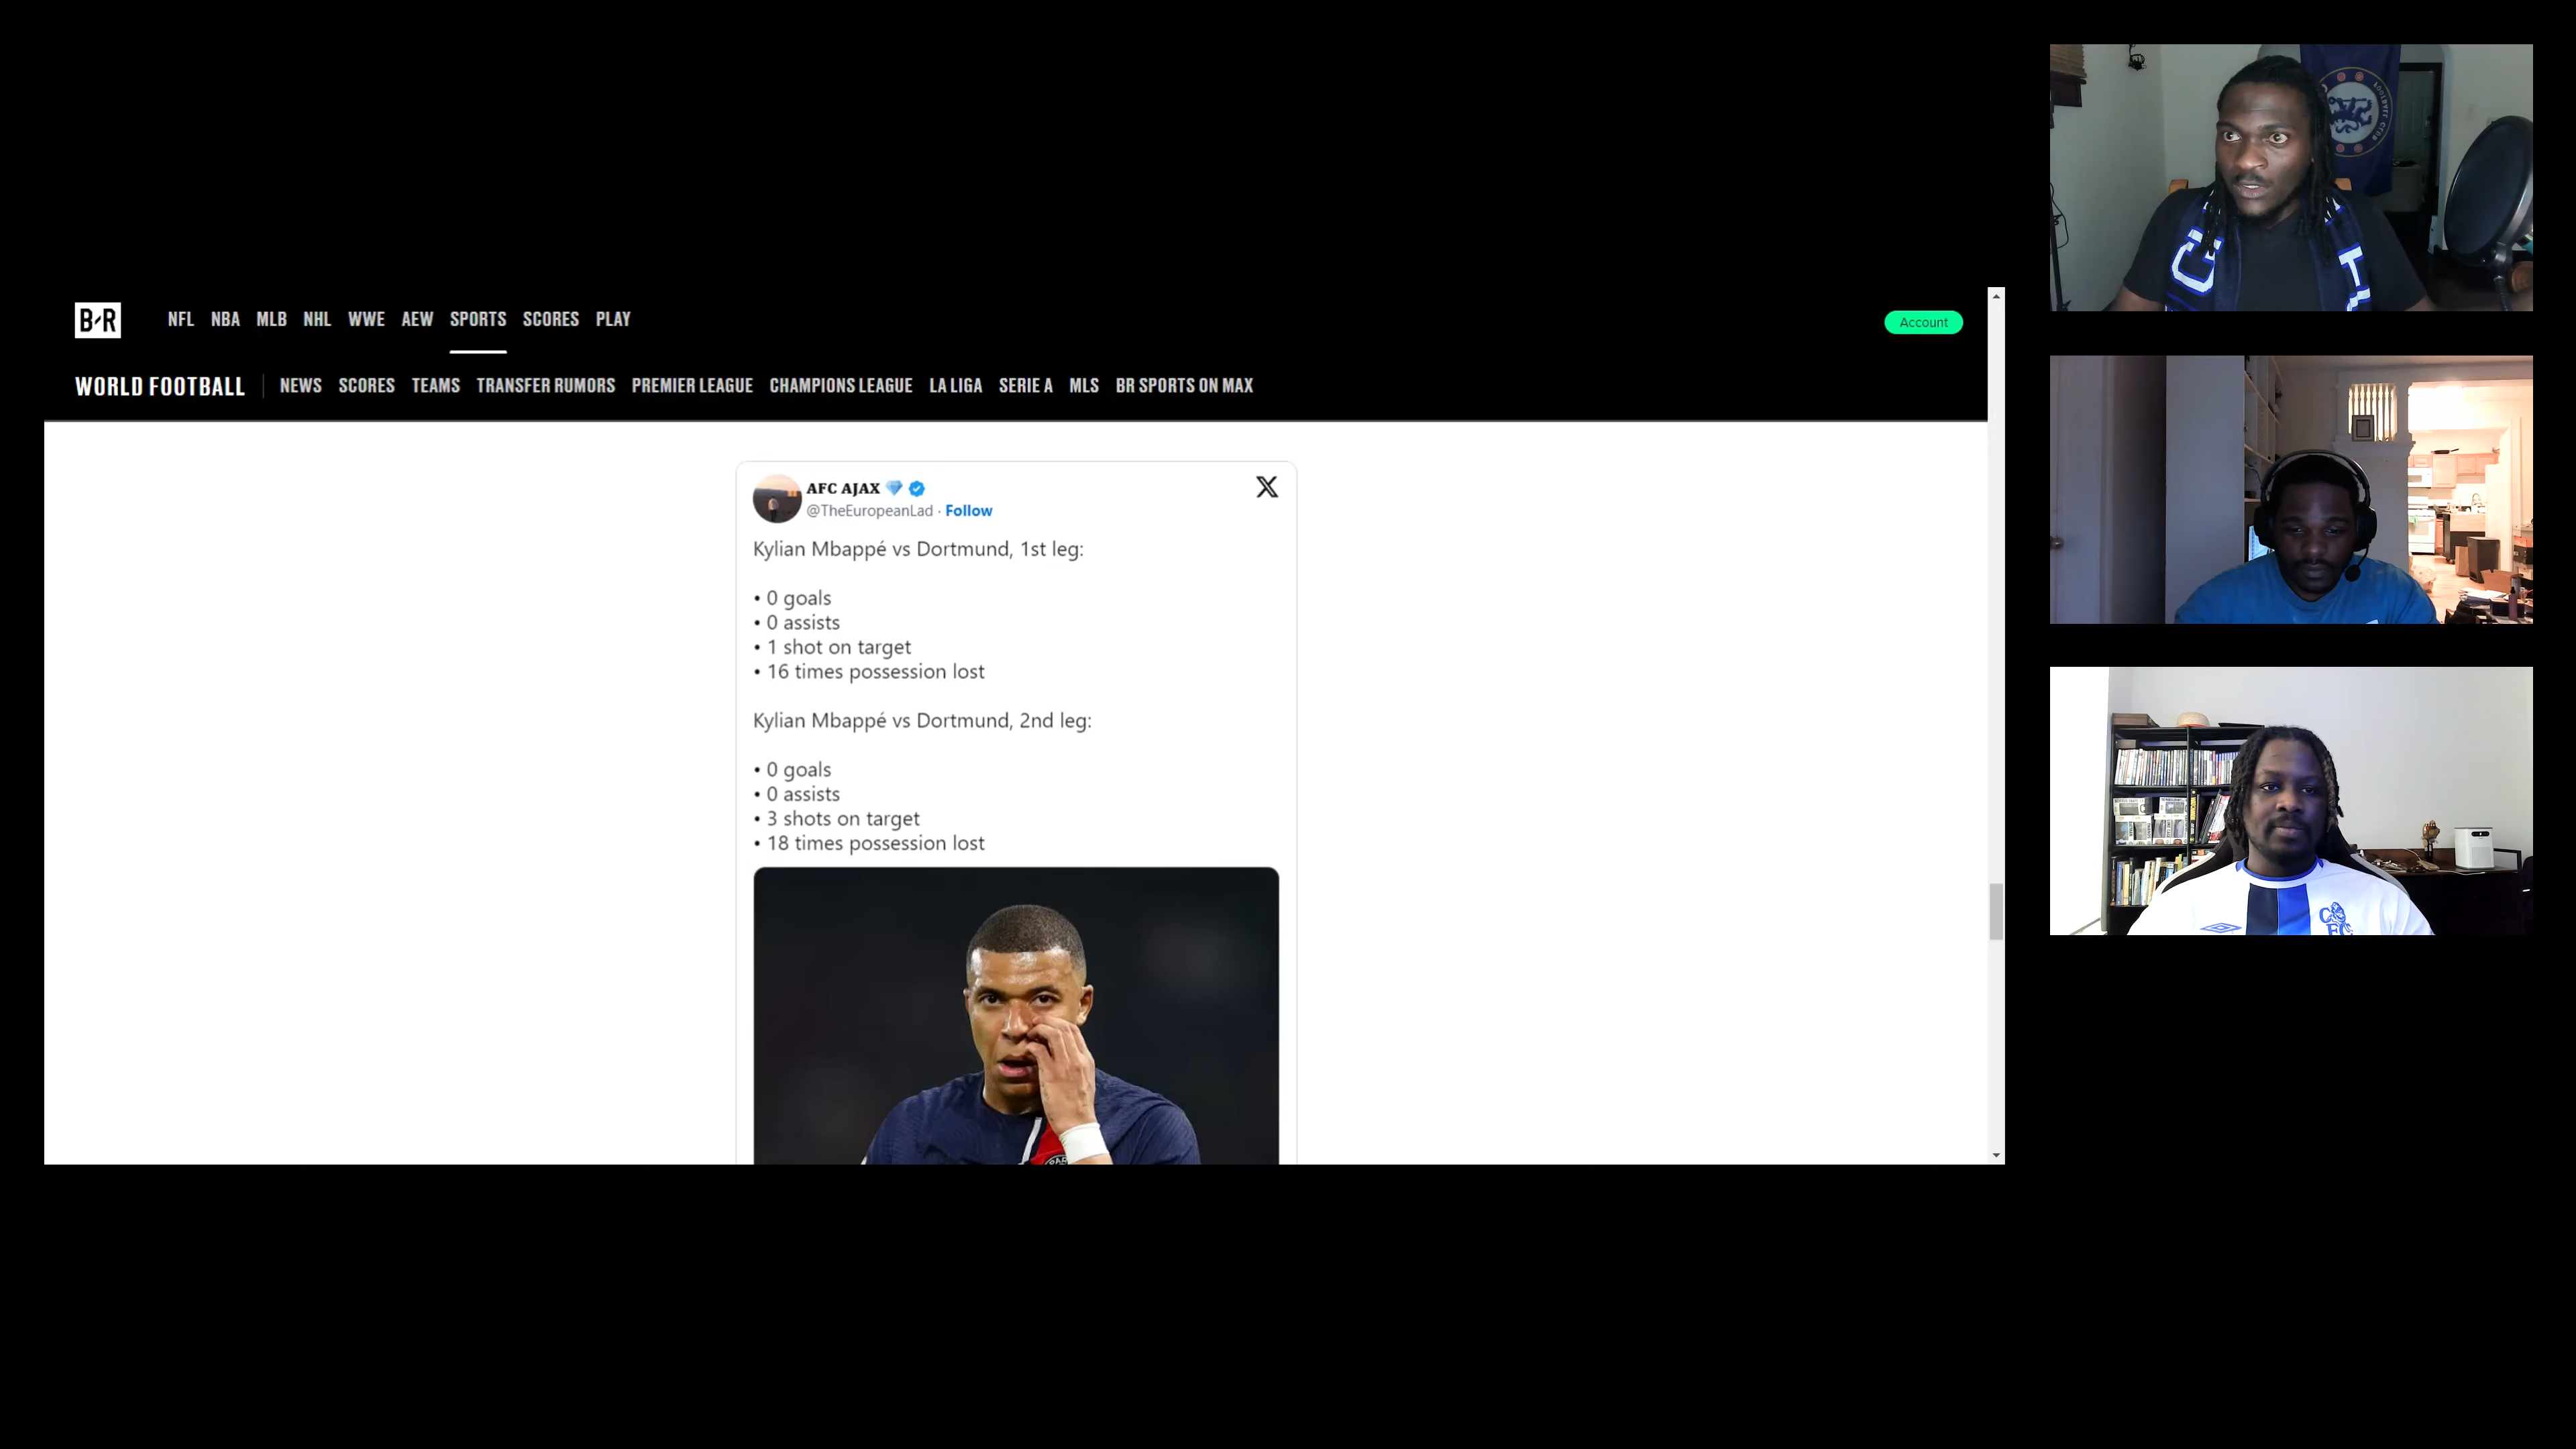 B/R NFL NBA MLB NHL WWE AEW SPORTS SCORES PLAY Account
WORLD FOOTBALL NEWS SCORES TEAMS TRANSFER RUMORS PREMIER LEAGUE CHAMPIONS LEAGUE LA LIGA SERIE A MLS BR SPORTS ON MAX
AFC AJAX
@TheEuropeanLad · Follow
Kylian Mbappé vs Dortmund, 1st leg:
• 0 goals
• 0 assists
• 1 shot on target
• 16 times possession lost
Kylian Mbappé vs Dortmund, 2nd leg:
• 0 goals
• 0 assists
• 3 shots on target
• 18 times possession lost